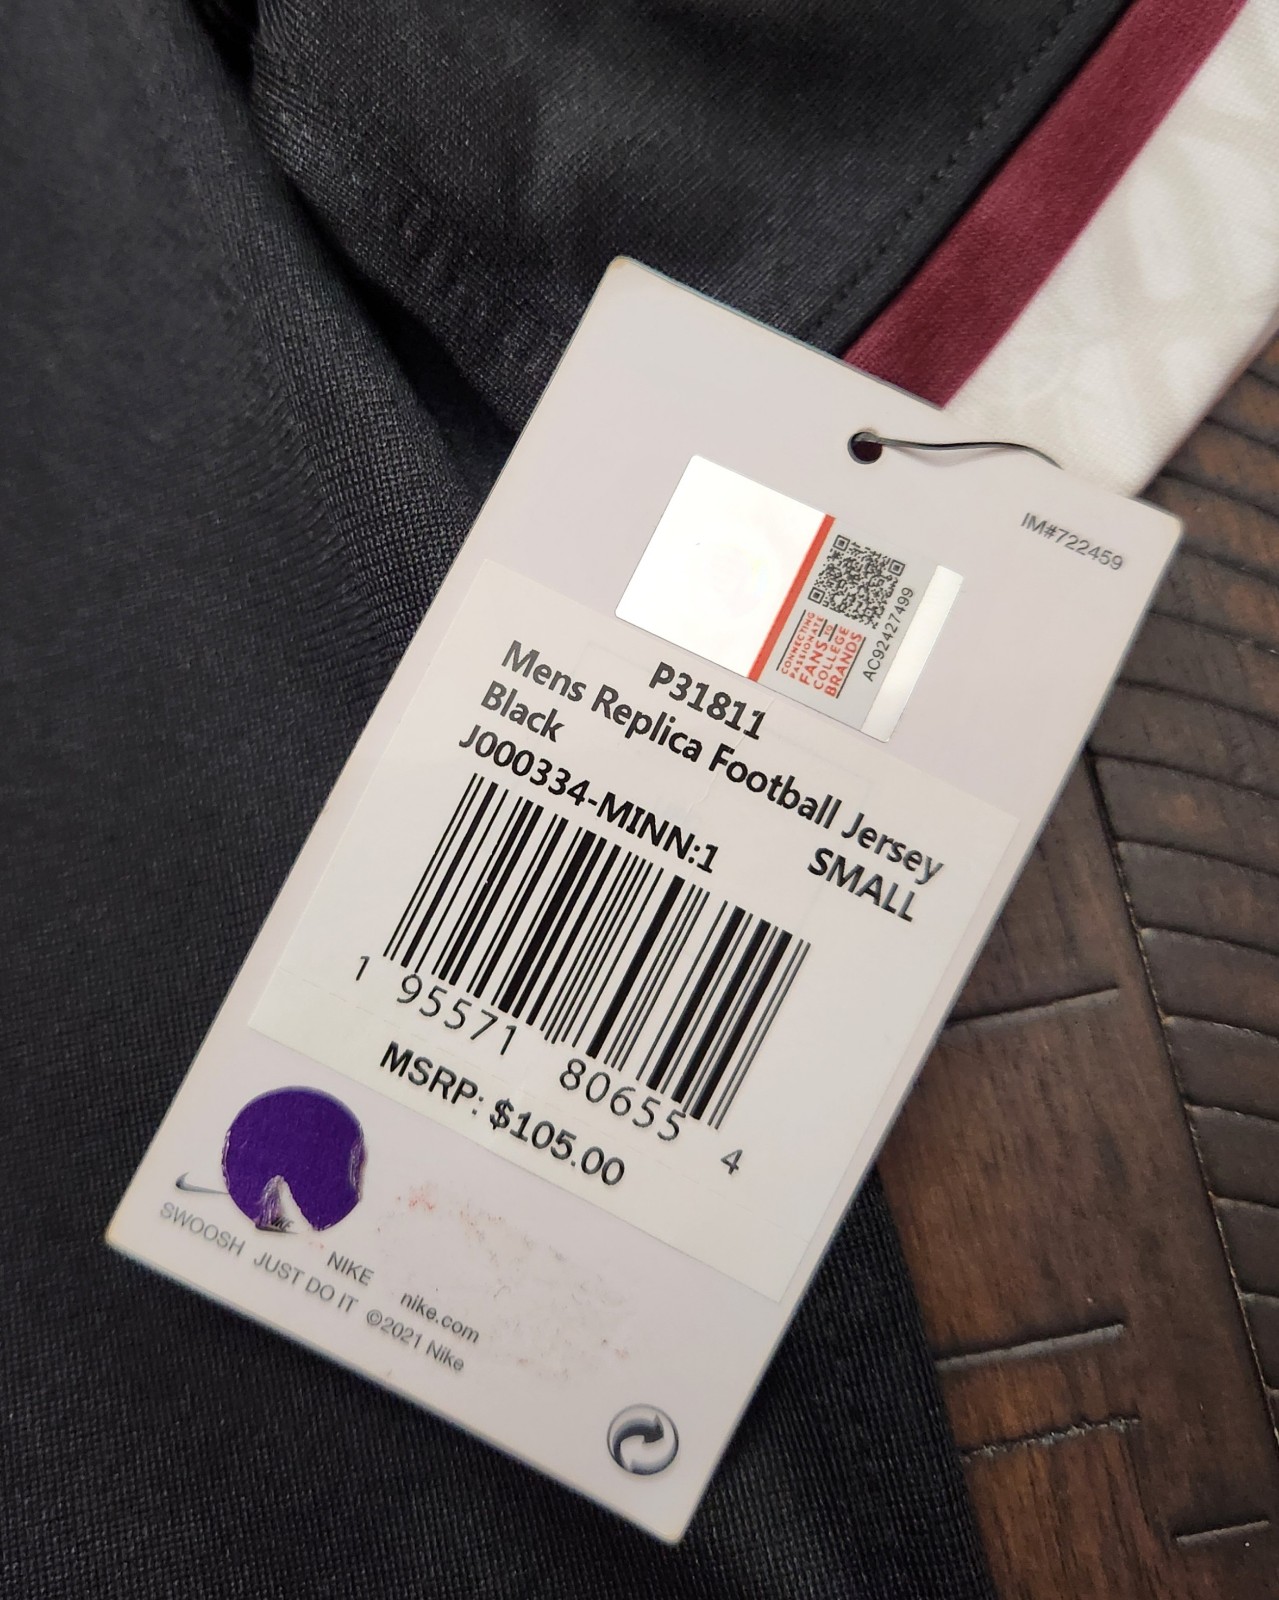 IM#722459
CONNECTING
PASSIONATE
FANS TO
COLLEGE
BRANDS
AC92427499
P31811
Mens Replica Football Jersey
Black
SMALL
J000334-MINN:1
1 95571 80655 4
MSRP: $105.00
NIKE
SWOOSH JUST DO IT
nike.com
©2021 Nike